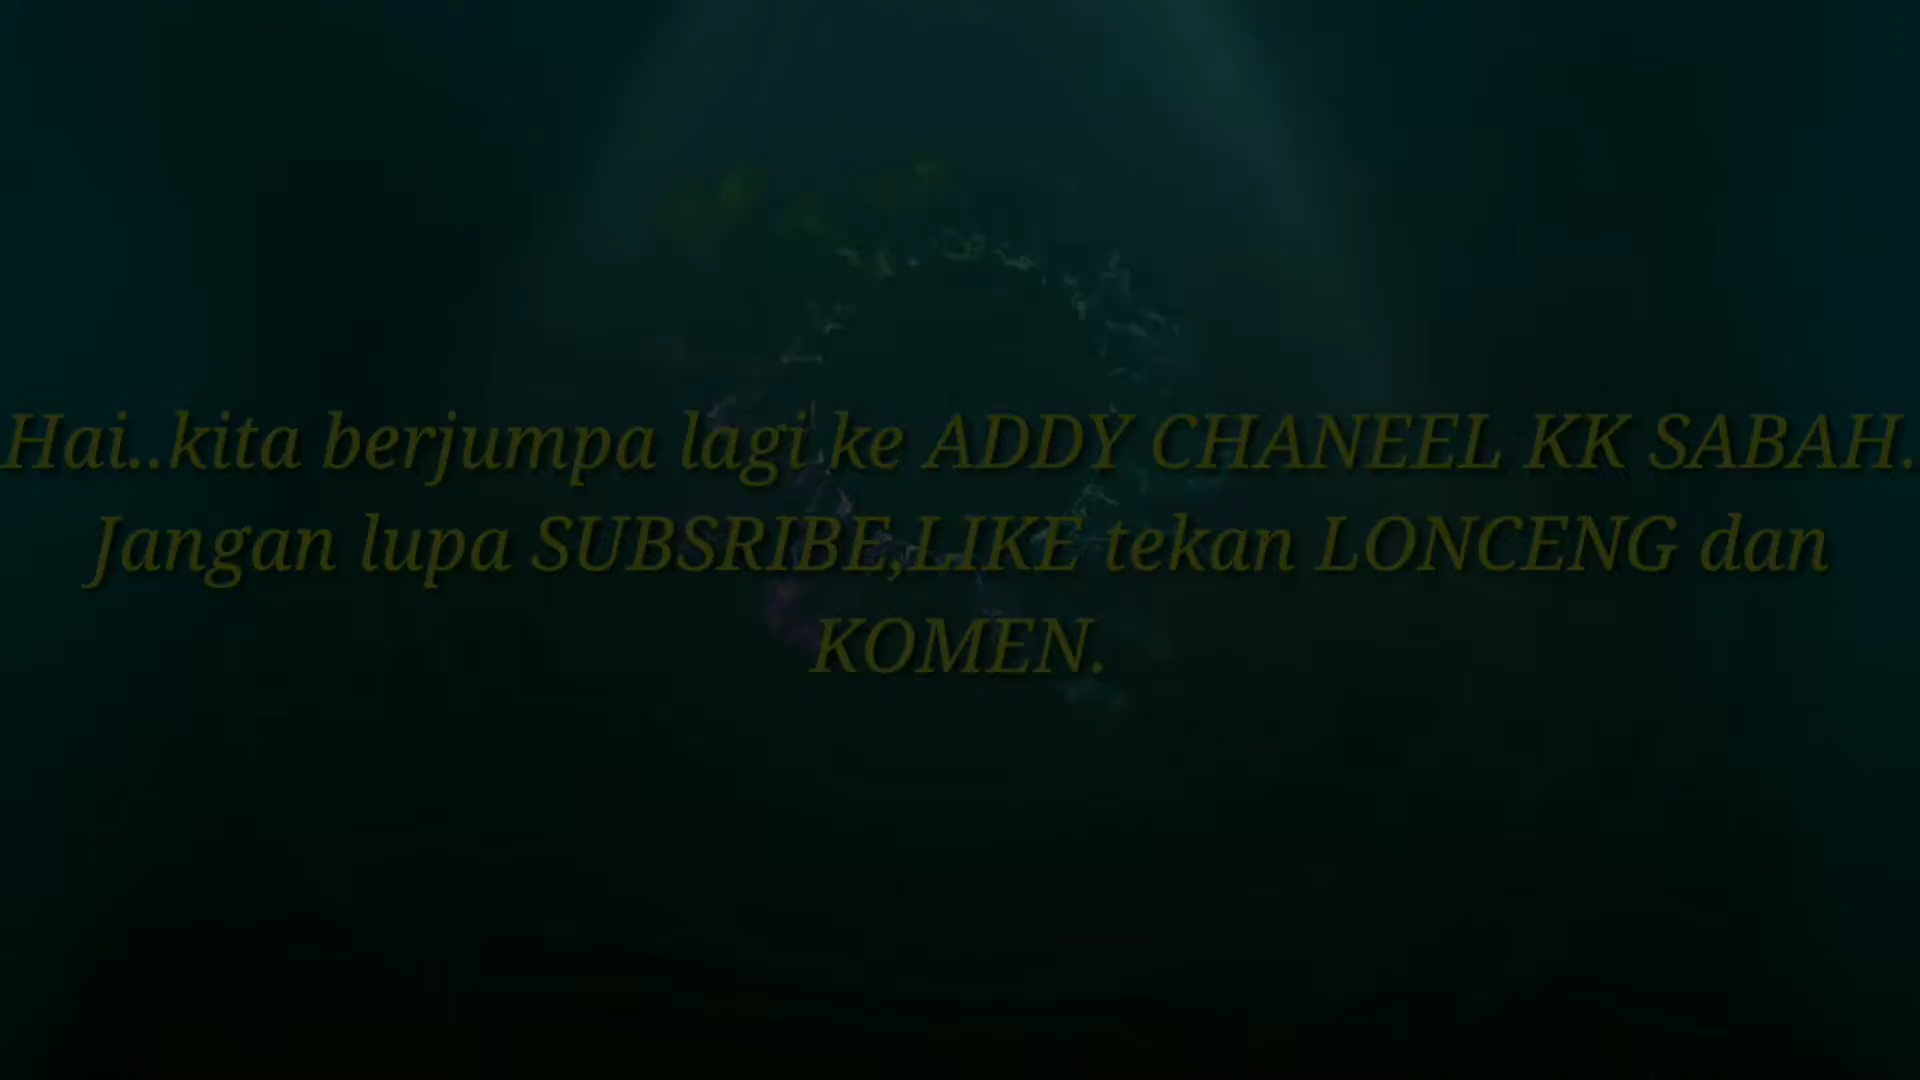 Hai..kita berjumpa lagi ke ADDY CHANEEL KK SABAH.
Jangan lupa SUBSRIBE,LIKE tekan LONCENG dan
KOMEN.